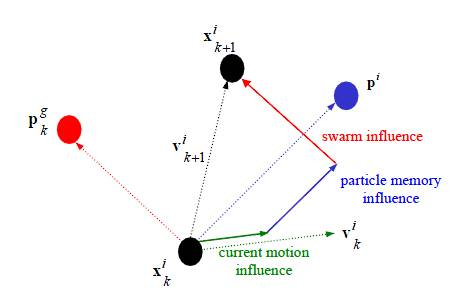 x^i_{k+1}
p^i
p^g_k
swarm influence
v^i_{k+1}
particle memory
influence
v^i_k
current motion
influence
x^i_k